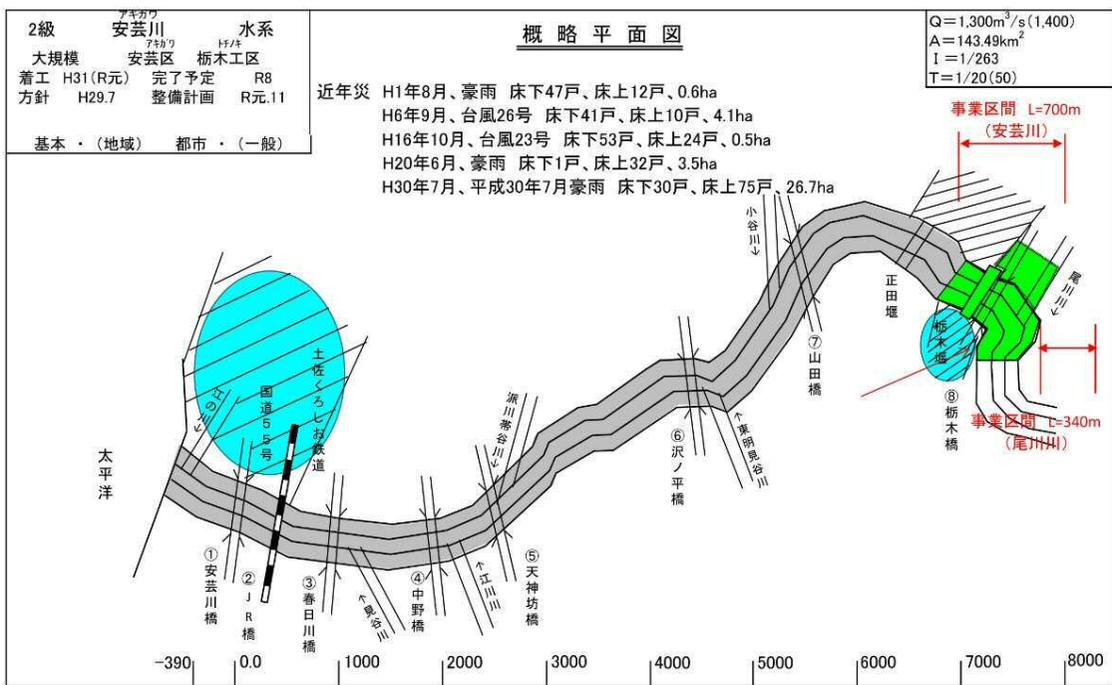 アキガワ
2級 安芸川 水系
アキガワ トチノキ
大規模 安芸区 栃木工区
着工 H31(R元) 完了予定 R8
方針 H29.7 整備計画 R元.11
基本 ・ (地域) 都市 ・ (一般)
概略平面図
Q=1,300m³/s(1,400)
A=143.49km²
I=1/263
T=1/20(50)
近年災 H1年8月、豪雨 床下47戸、床上12戸、0.6ha
H6年9月、台風26号 床下41戸、床上10戸、4.1ha
H16年10月、台風23号 床下53戸、床上24戸、0.5ha
H20年6月、豪雨 床下1戸、床上32戸、3.5ha
H30年7月、平成30年7月豪雨 床下30戸、床上75戸、26.7ha
事業区間 L=700m
(安芸川)
小谷川↓
尾川川↓
正田堰
栃木堰
⑦山田橋
⑧栃木橋
事業区間 L=340m
(尾川川)
土佐くろしお鉄道
国道55号
江の川↓
派川帯谷川↓
太平洋
⑥沢ノ平橋
↑東明見谷川
①安芸川橋
②JR橋
③春日川橋
↑見谷川
④中野橋
↑江川川
⑤天神坊橋
-390 0.0 1000 2000 3000 4000 5000 6000 7000 8000